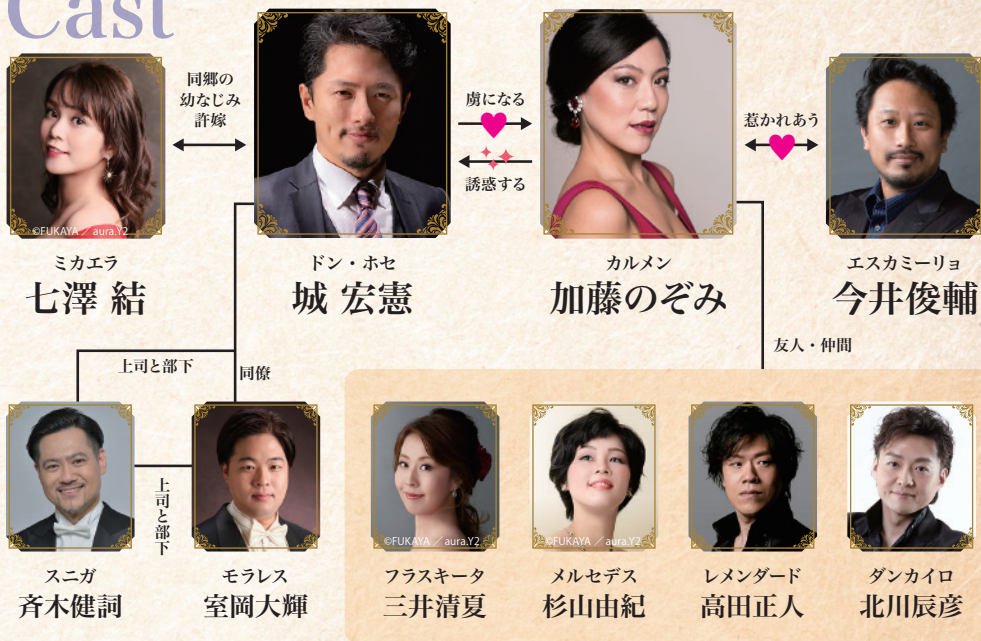 Cast
同郷の
幼なじみ
許嫁
虜になる
誘惑する
惹かれあう
©FUKAYA / aura.Y2
ミカエラ
七澤 結
ドン・ホセ
城 宏憲
カルメン
加藤のぞみ
エスカミーリョ
今井俊輔
上司と部下
同僚
友人・仲間
上司と部下
©FUKAYA / aura.Y2
©FUKAYA / aura.Y2
スニガ
斉木健詞
モラレス
室岡大輝
フラスキータ
三井清夏
メルセデス
杉山由紀
レメンダード
高田正人
ダンカイロ
北川辰彦